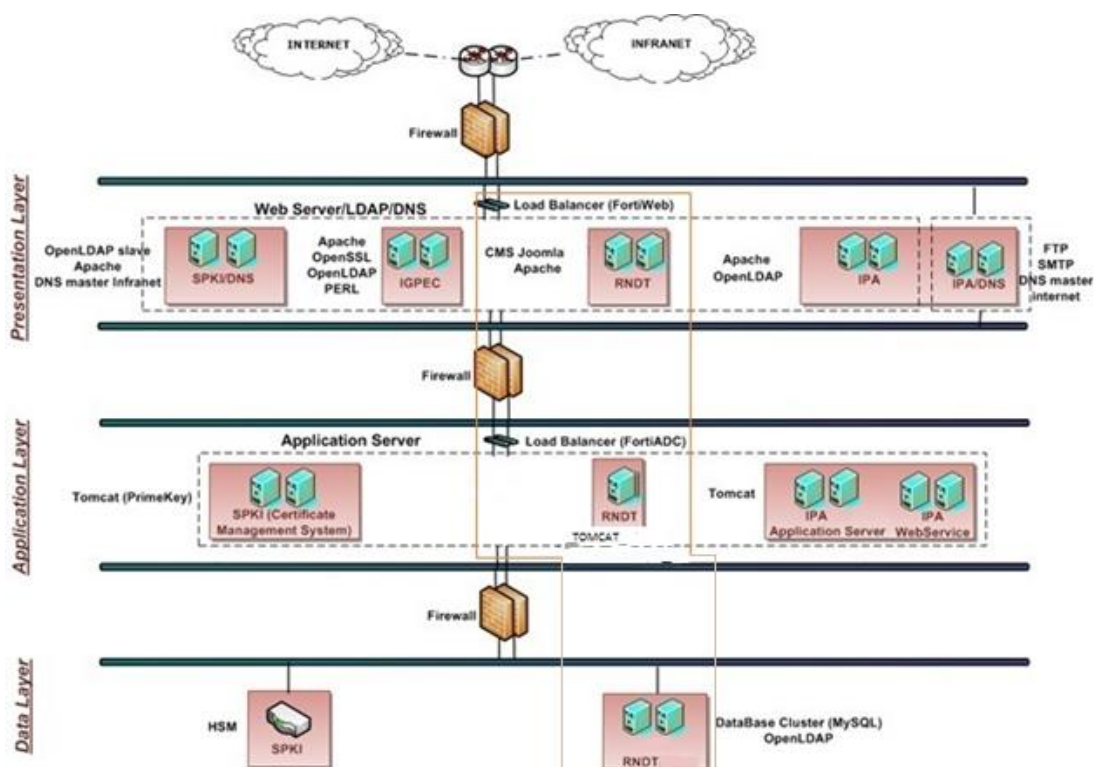 INTERNET
INFRANET
Firewall
Presentation Layer
Load Balancer (FortiWeb)
Web Server/LDAP/DNS
OpenLDAP slave
Apache
DNS master Infranet
SPKI/DNS
Apache
OpenSSL
OpenLDAP
PERL
IGPEC
CMS Joomla
Apache
RNDT
Apache
OpenLDAP
IPA
IPA/DNS
FTP
SMTP
DNS master
internet
Firewall
Application Layer
Application Server
Load Balancer (FortiADC)
Tomcat (PrimeKey)
SPKI (Certificate
Management System)
RNDT
TOMCAT
Tomcat
IPA
Application Server
IPA
WebService
Firewall
Data Layer
HSM
SPKI
RNDT
DataBase Cluster (MySQL)
OpenLDAP